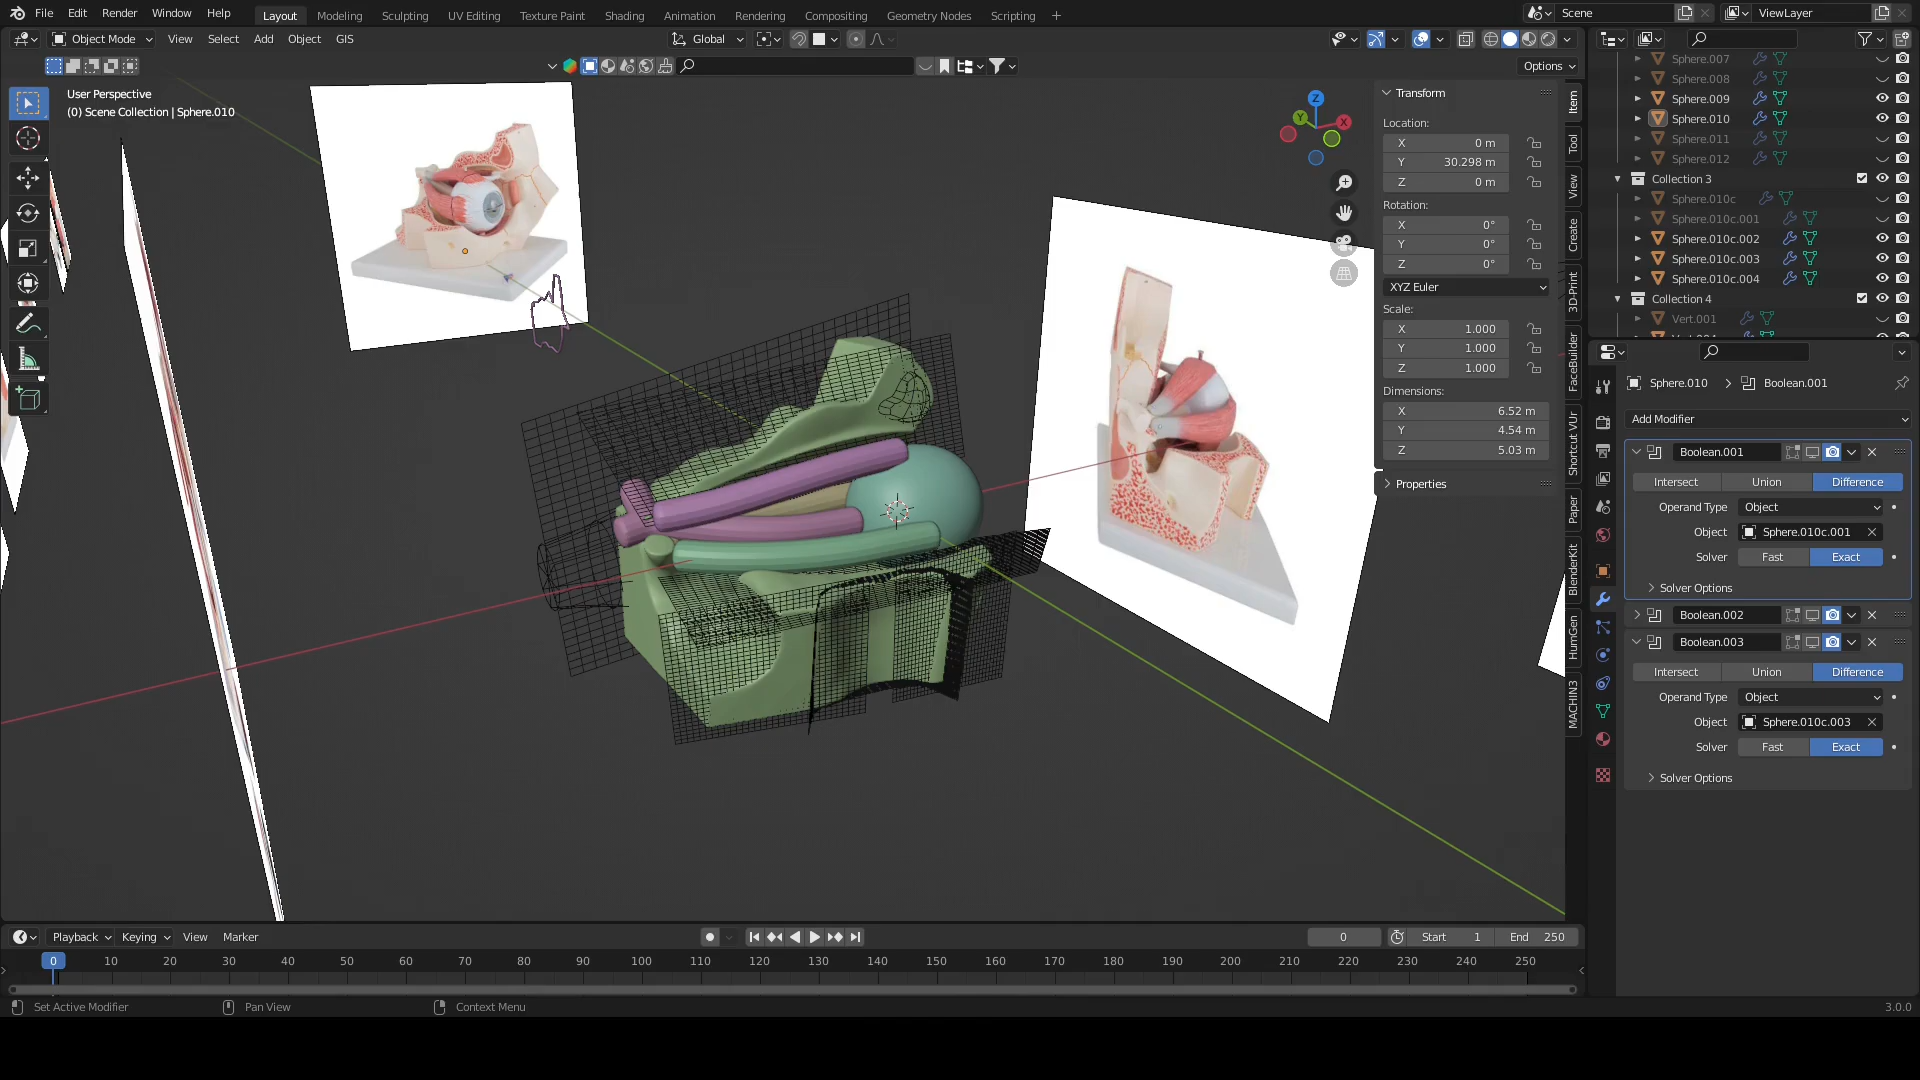 File Edit Render Window Help Layout Modeling Sculpting UV Editing Texture Paint Shading Animation Rendering Compositing Geometry Nodes Scripting + Scene ViewLayer
Object Mode View Select Add Object GIS Global
Options
User Perspective
(0) Scene Collection | Sphere.010
Z
Y
X
Transform
Location:
X 0 m
Y 30.298 m
Z 0 m
Rotation:
X 0°
Y 0°
Z 0°
XYZ Euler
Scale:
X 1.000
Y 1.000
Z 1.000
Dimensions:
X 6.52 m
Y 4.54 m
Z 5.03 m
Properties
Item
Tool
View
Create
3D-Print
FaceBuilder
Shortcut VUr
Paper
BlenderKit
HumGen
MACHIN3
Sphere.007
Sphere.008
Sphere.009
Sphere.010
Sphere.011
Sphere.012
Collection 3
Sphere.010c
Sphere.010c.001
Sphere.010c.002
Sphere.010c.003
Sphere.010c.004
Collection 4
Vert.001
Sphere.010 Boolean.001
Add Modifier
Boolean.001
Intersect Union Difference
Operand Type Object
Object Sphere.010c.001
Solver Fast Exact
Solver Options
Boolean.002
Boolean.003
Intersect Union Difference
Operand Type Object
Object Sphere.010c.003
Solver Fast Exact
Solver Options
Playback Keying View Marker 0 Start 1 End 250
0 10 20 30 40 50 60 70 80 90 100 110 120 130 140 150 160 170 180 190 200 210 220 230 240 250
Set Active Modifier Pan View Context Menu 3.0.0